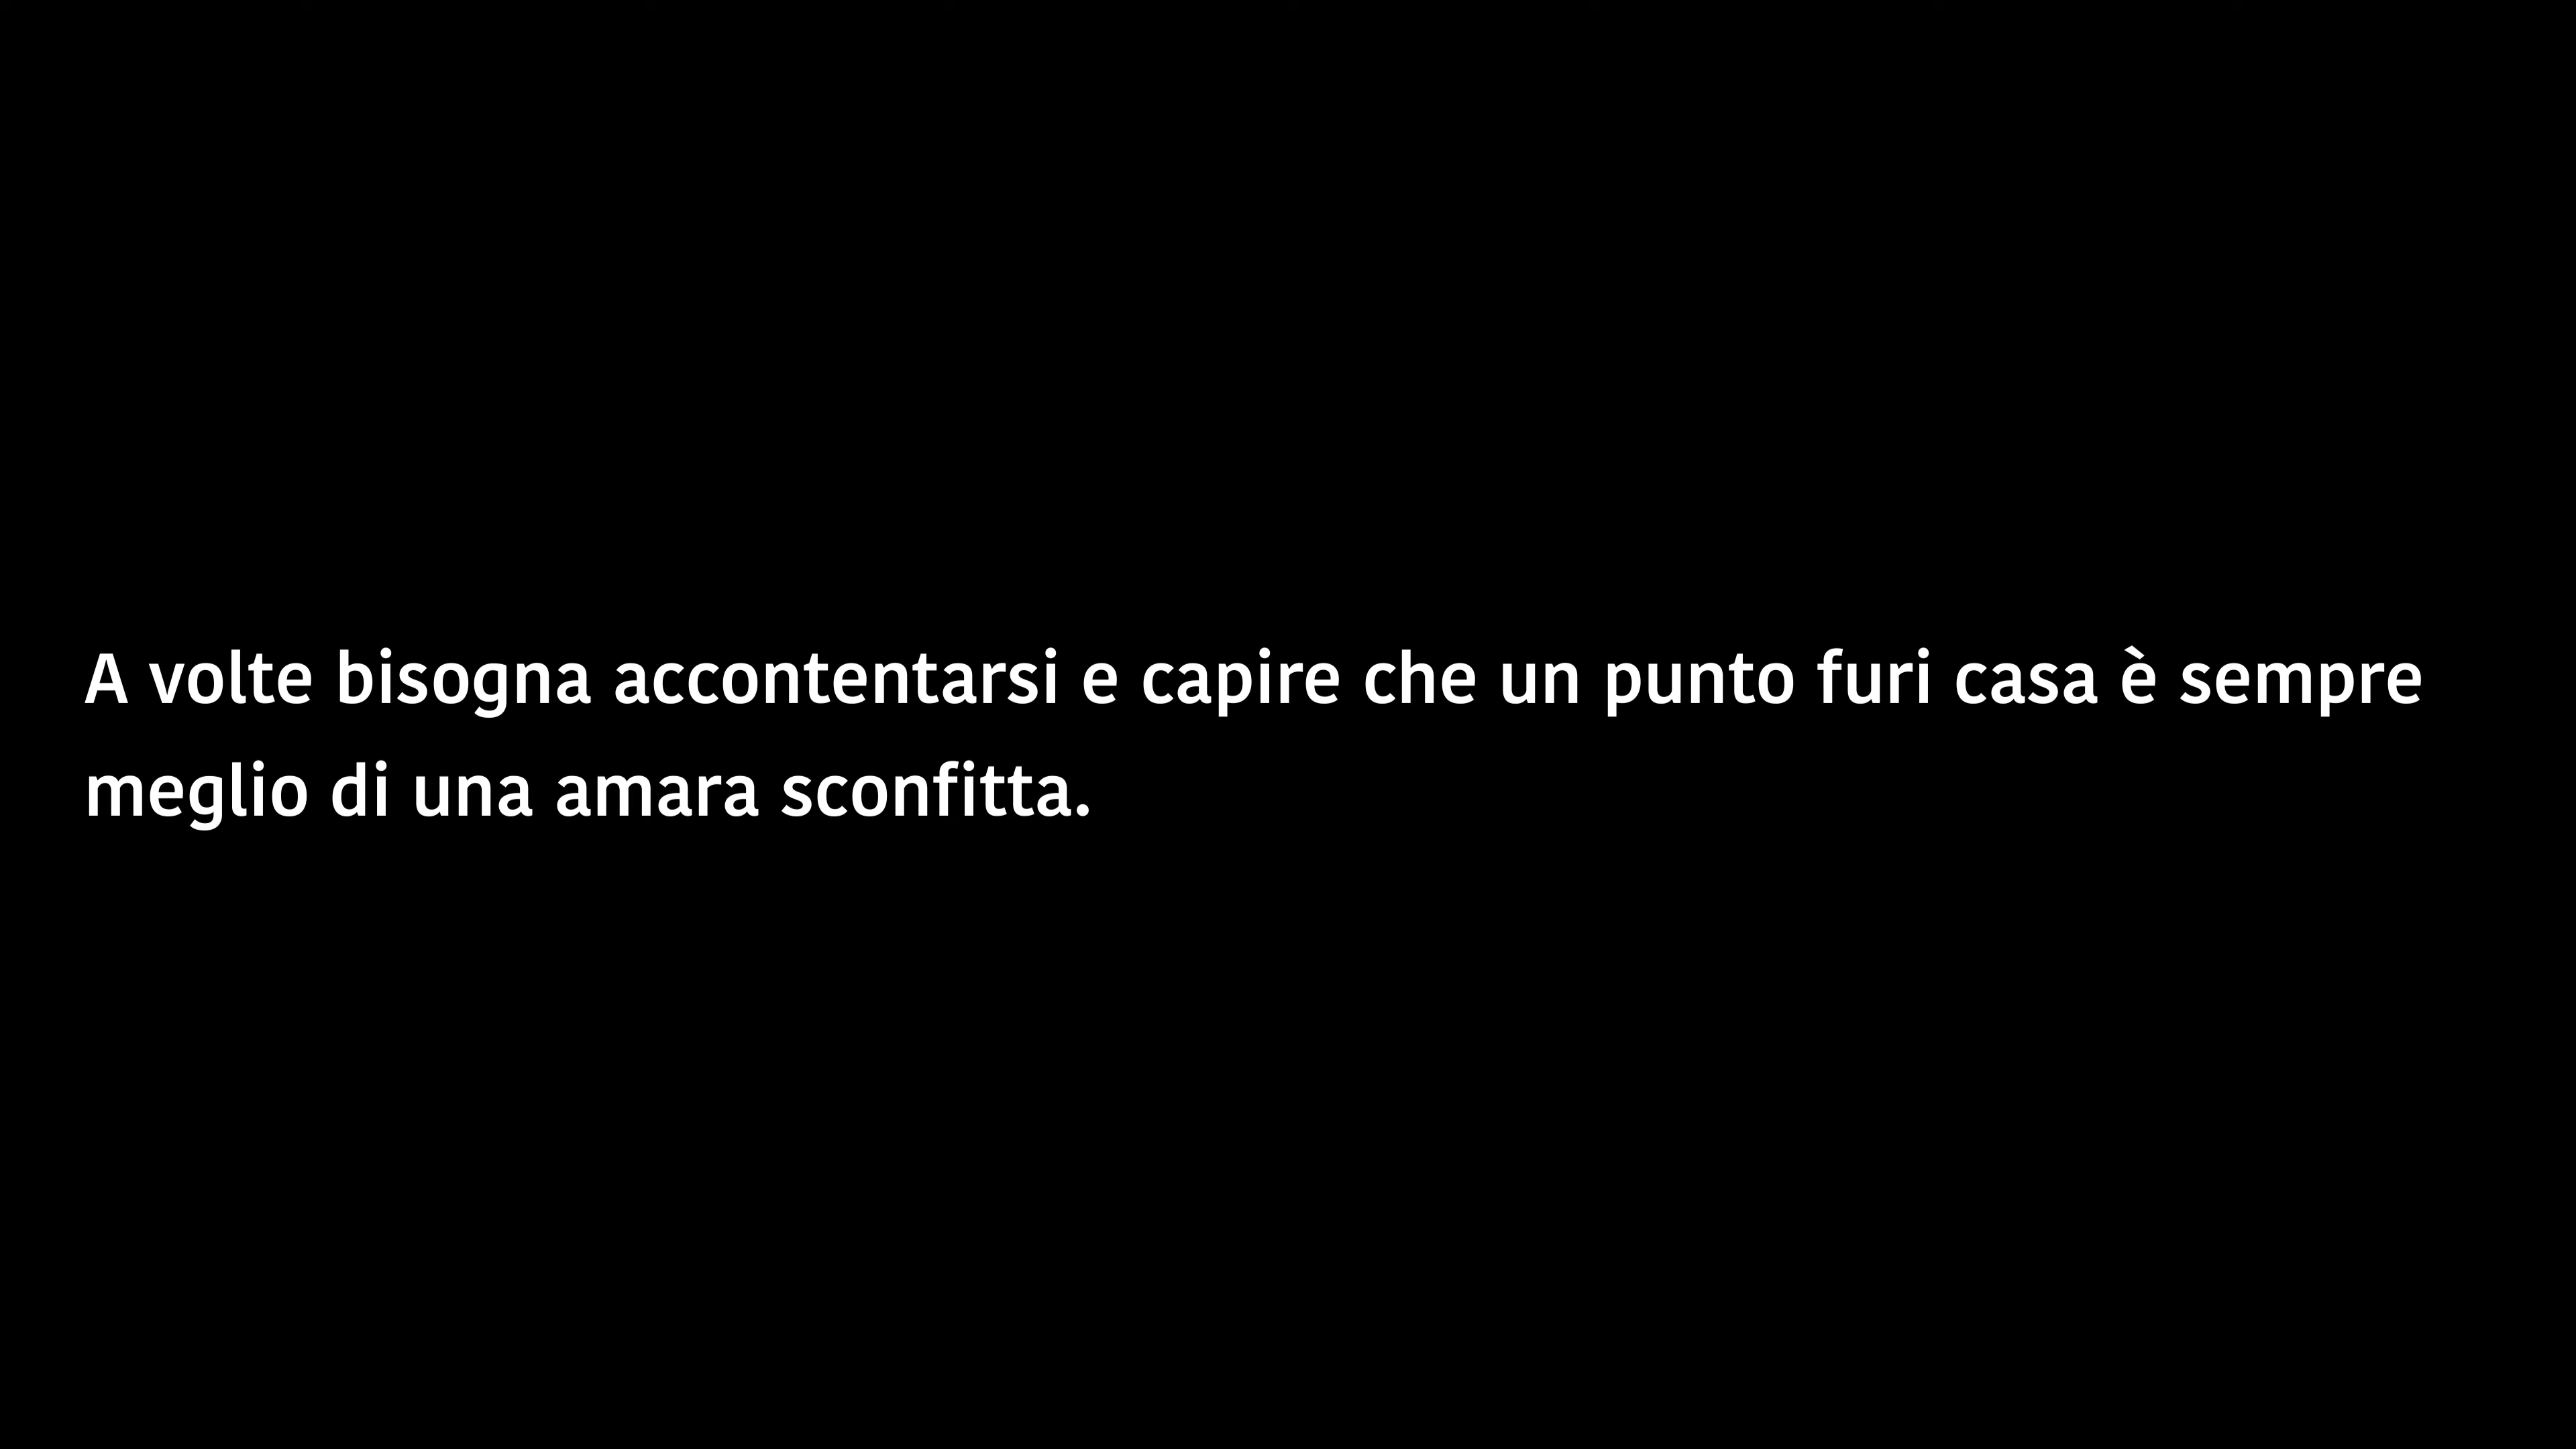 A volte bisogna accontentarsi e capire che un punto furi casa è sempre
meglio di una amara sconfitta.